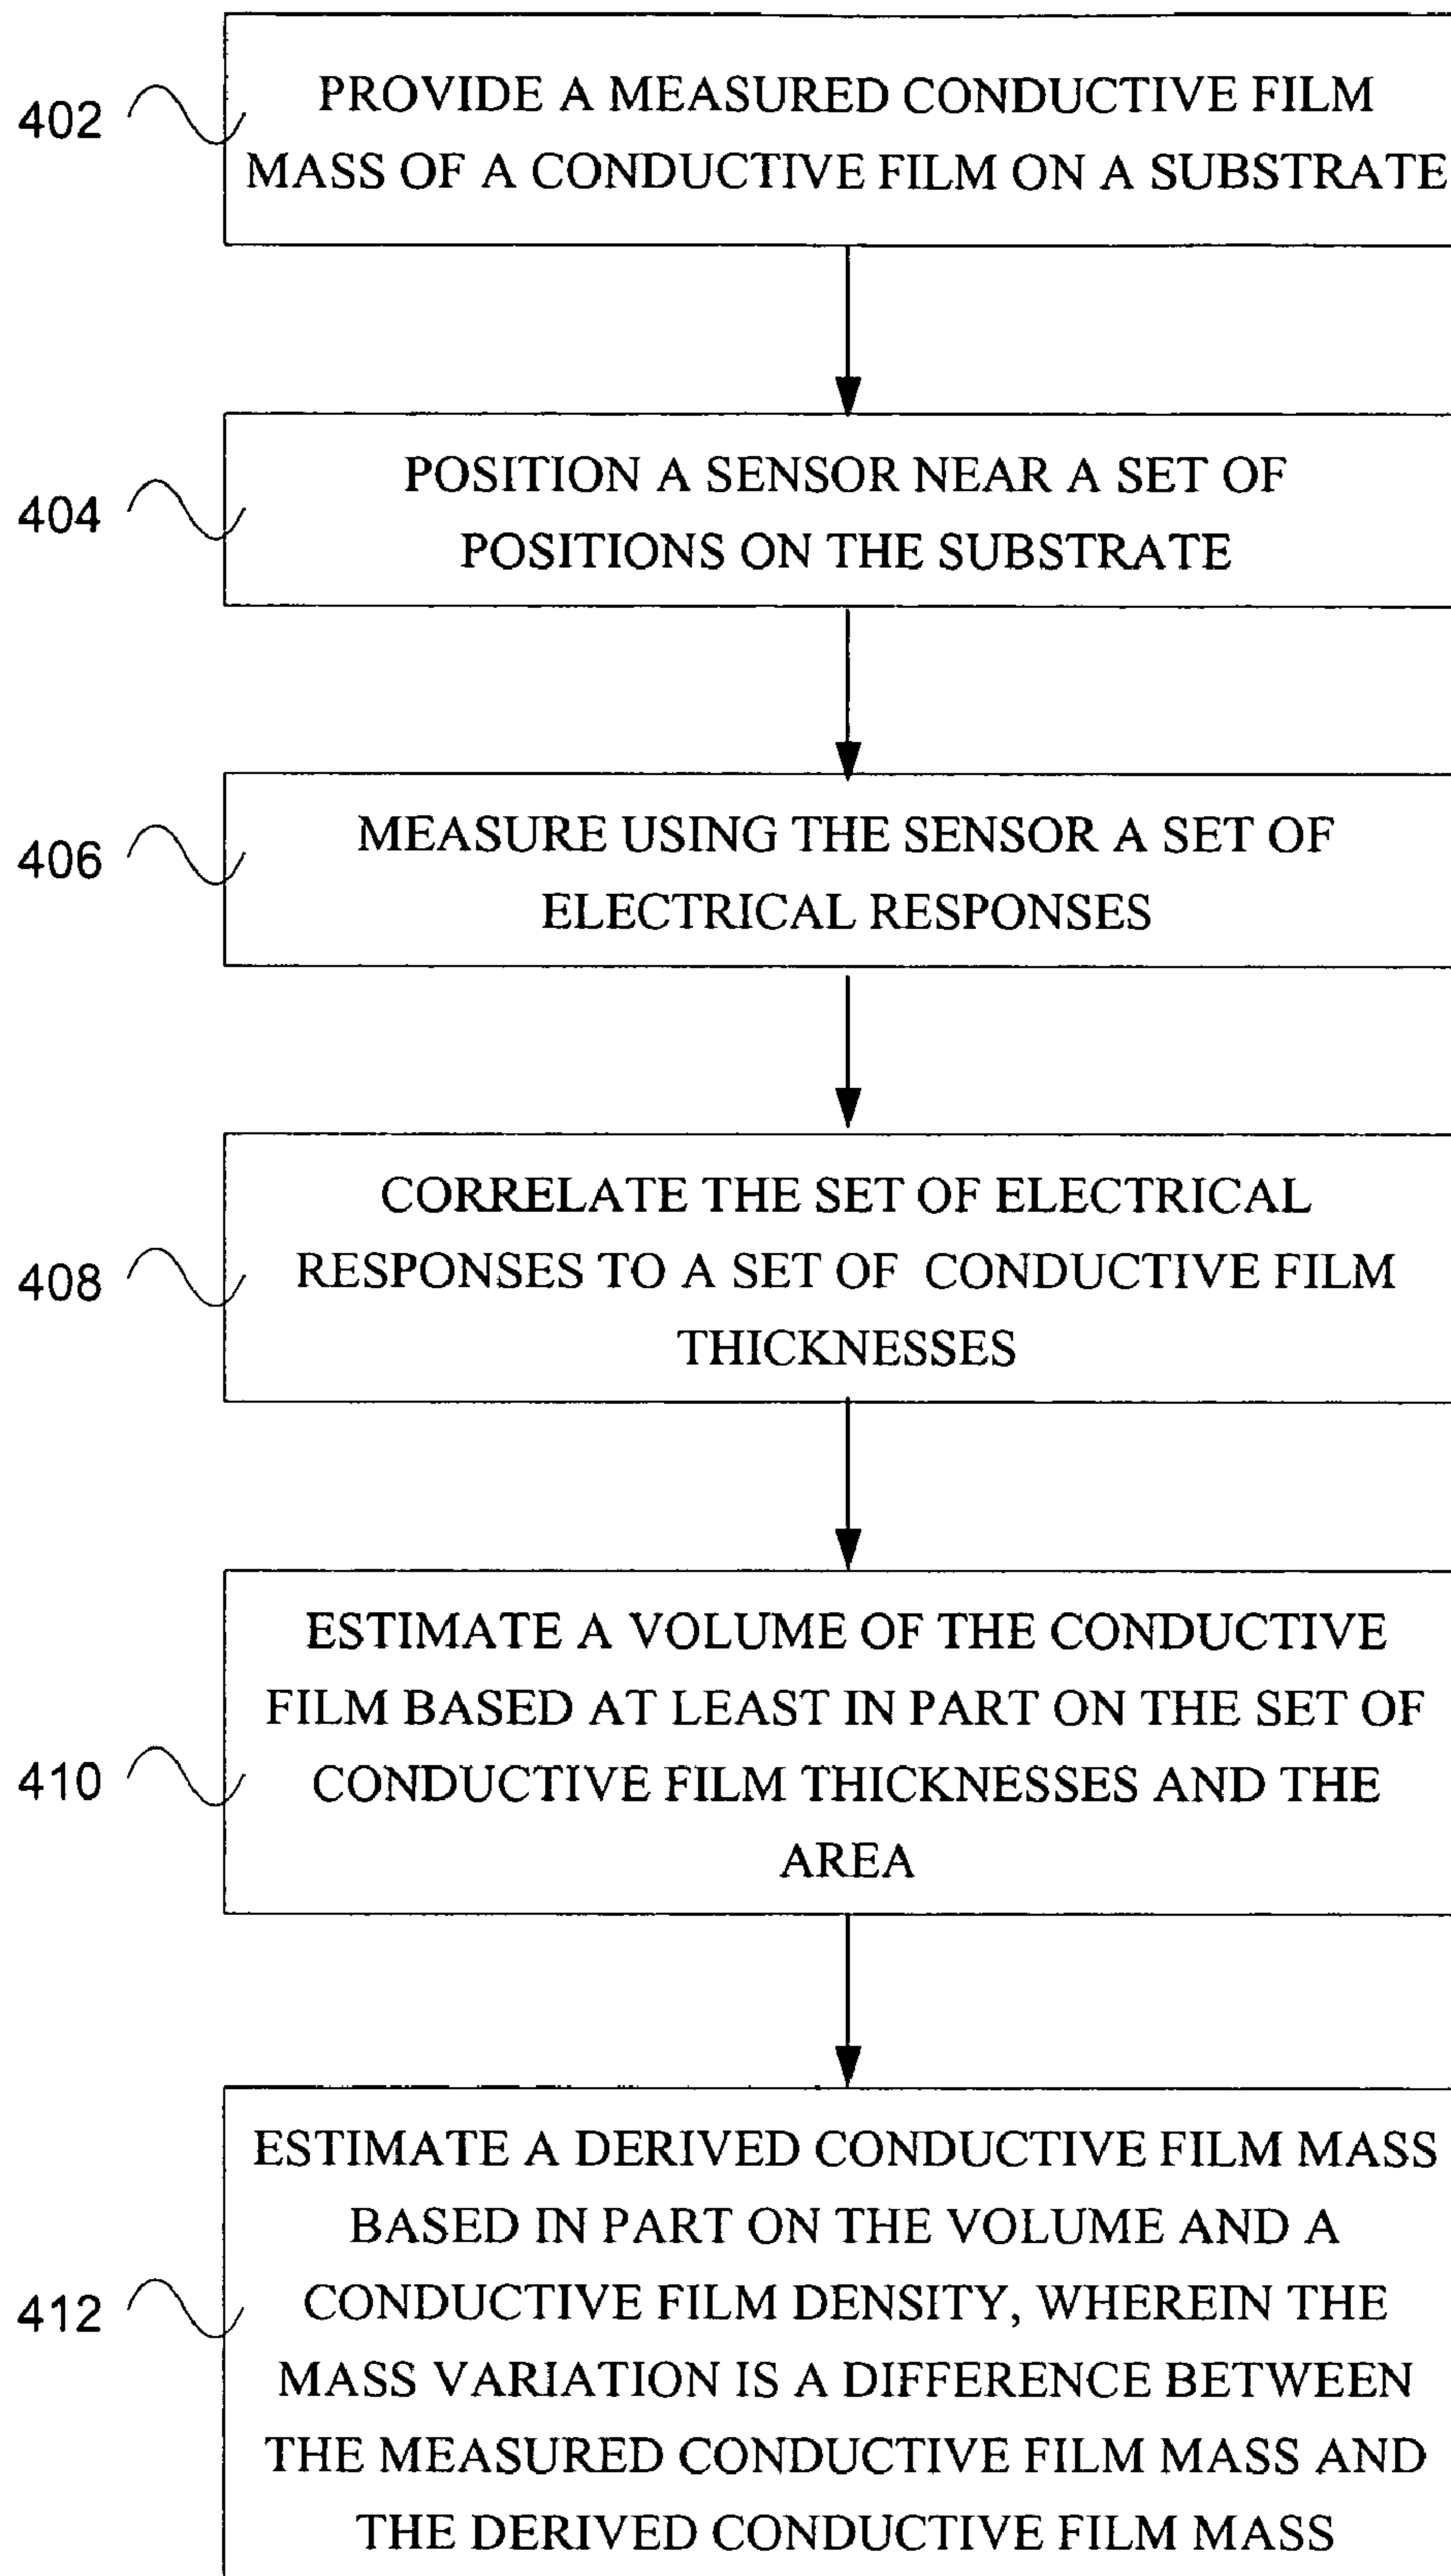 402
PROVIDE A MEASURED CONDUCTIVE FILM
MASS OF A CONDUCTIVE FILM ON A SUBSTRATE
404
POSITION A SENSOR NEAR A SET OF
POSITIONS ON THE SUBSTRATE
406
MEASURE USING THE SENSOR A SET OF
ELECTRICAL RESPONSES
408
CORRELATE THE SET OF ELECTRICAL
RESPONSES TO A SET OF CONDUCTIVE FILM
THICKNESSES
410
ESTIMATE A VOLUME OF THE CONDUCTIVE
FILM BASED AT LEAST IN PART ON THE SET OF
CONDUCTIVE FILM THICKNESSES AND THE
AREA
412
ESTIMATE A DERIVED CONDUCTIVE FILM MASS
BASED IN PART ON THE VOLUME AND A
CONDUCTIVE FILM DENSITY, WHEREIN THE
MASS VARIATION IS A DIFFERENCE BETWEEN
THE MEASURED CONDUCTIVE FILM MASS AND
THE DERIVED CONDUCTIVE FILM MASS